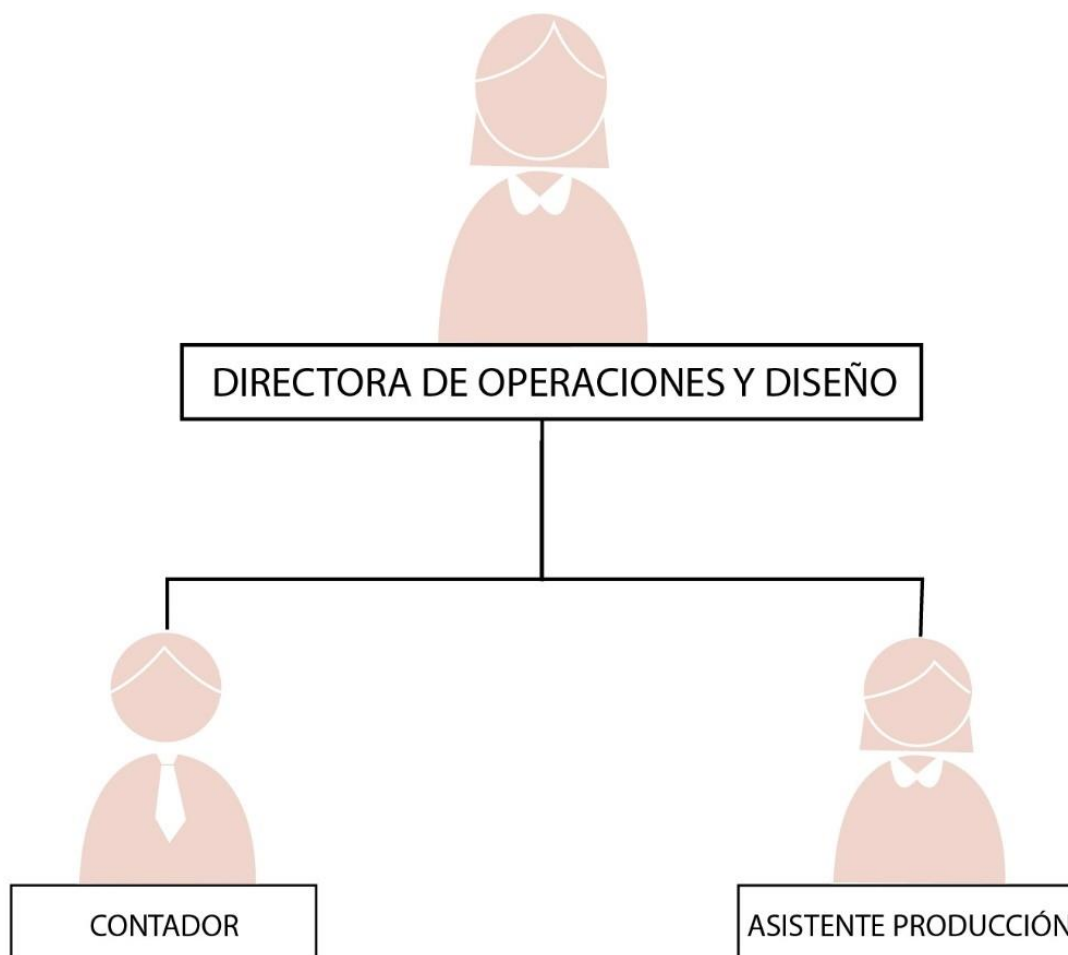 DIRECTORA DE OPERACIONES Y DISEÑO
CONTADOR
ASISTENTE PRODUCCIÓN